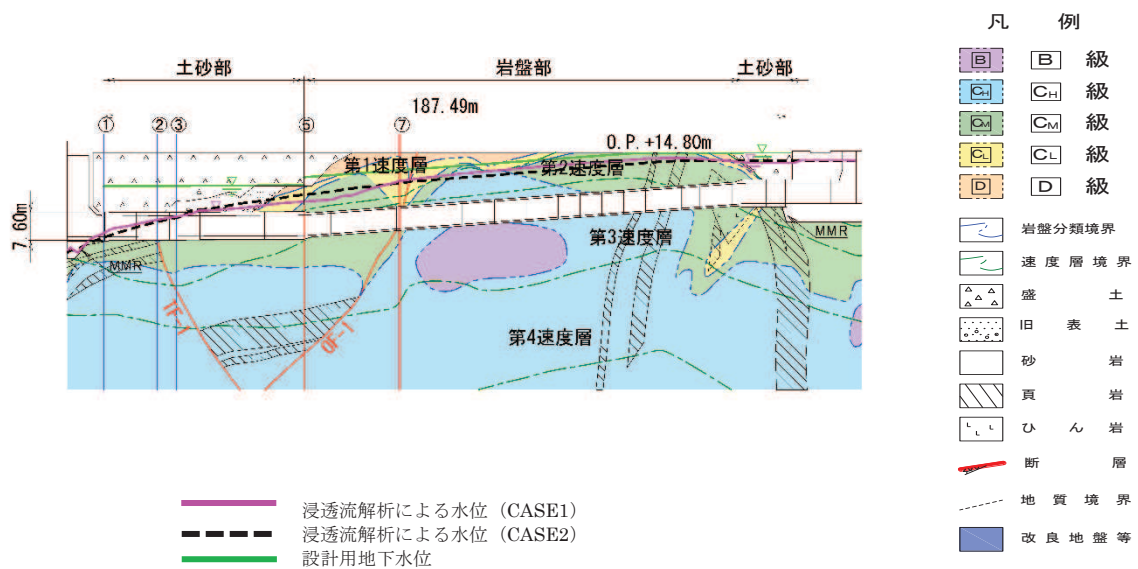 土砂部
岩盤部
土砂部
187.49m
①
②
③
⑤
⑦
O.P.+14.80m
第1速度層
第2速度層
7.60m
第3速度層
MMR
MMR
TF-1
OF-1
第4速度層
浸透流解析による水位（CASE1）
浸透流解析による水位（CASE2）
設計用地下水位
凡 例
B B 級
CH CH 級
CM CM 級
CL CL 級
D D 級
岩盤分類境界
速度層境界
盛土
旧表土
砂岩
頁岩
ひん岩
断層
地質境界
改良地盤等